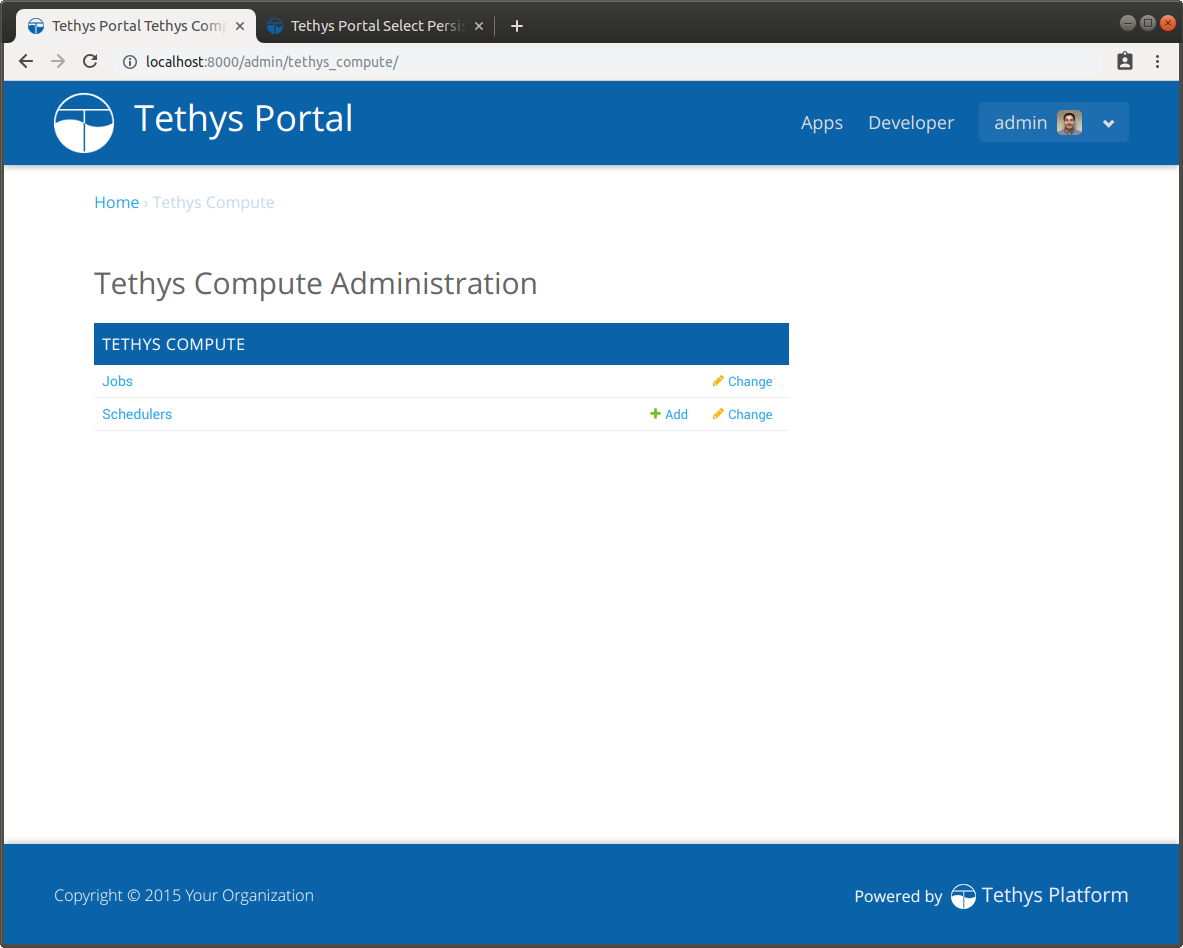 Tethys Portal Tethys Comp
Tethys Portal Select Persis
localhost:8000/admin/tethys_compute/
Tethys Portal
Apps Developer admin
Home › Tethys Compute
Tethys Compute Administration
TETHYS COMPUTE
Jobs Change
Schedulers Add Change
Copyright © 2015 Your Organization
Powered by Tethys Platform